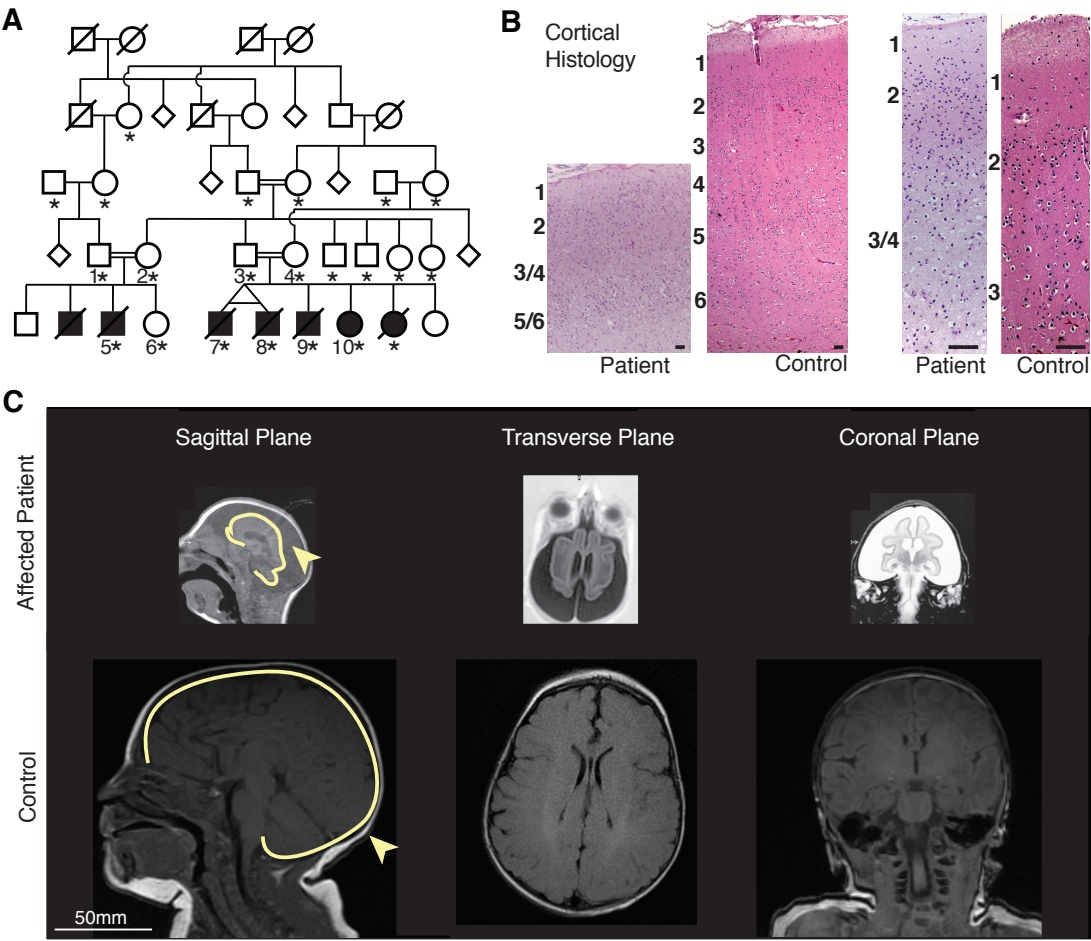 A
*
* * * *
* *
1* 2* 3* 4* * * * *
5* 6* 7* 8* 9* 10* *
B
Cortical
Histology
1
2
3/4
5/6
Patient
1
2
3
4
5
6
Control
1
2
3/4
Patient
1
2
3
Control
C
Sagittal Plane
Transverse Plane
Coronal Plane
Affected Patient
Control
50mm